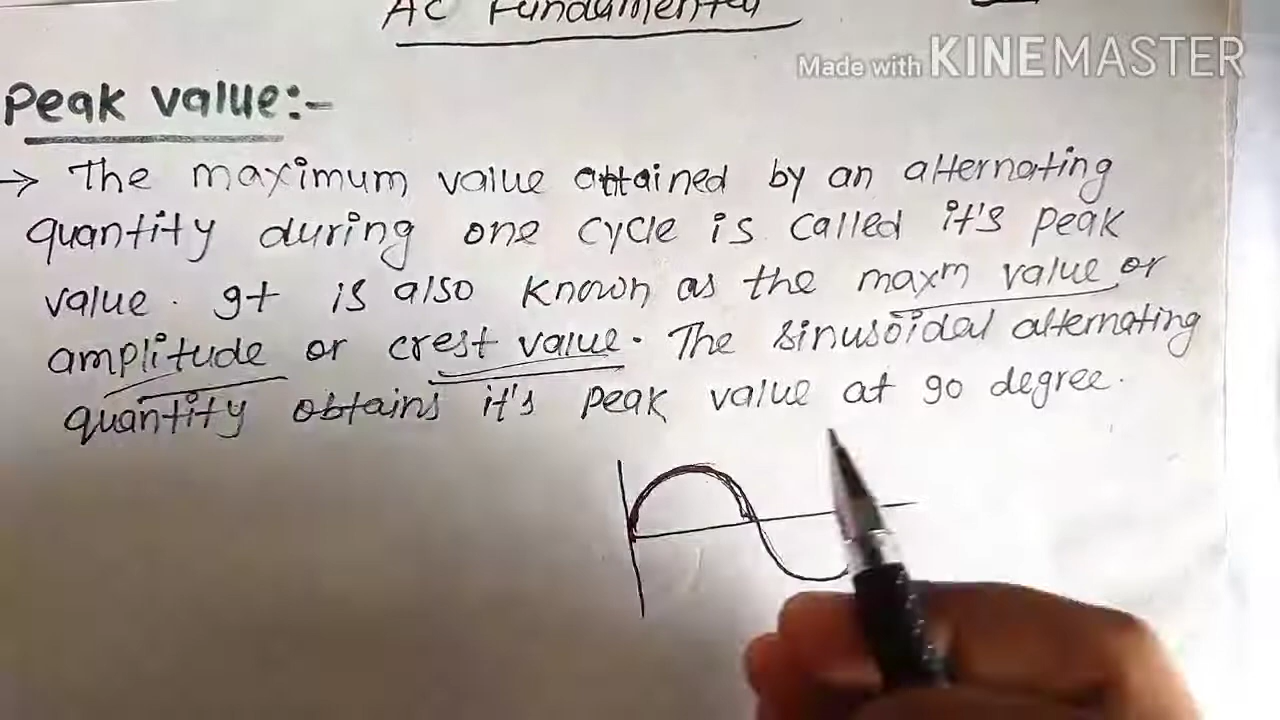 AC Fundamental
Made with KINEMASTER
Peak value:-
→ The maximum value attained by an alternating
quantity during one cycle is called it's peak
value. It is also known as the maxm value or
amplitude or crest value. The sinusoidal alternating
quantity obtains it's peak value at 90 degree.